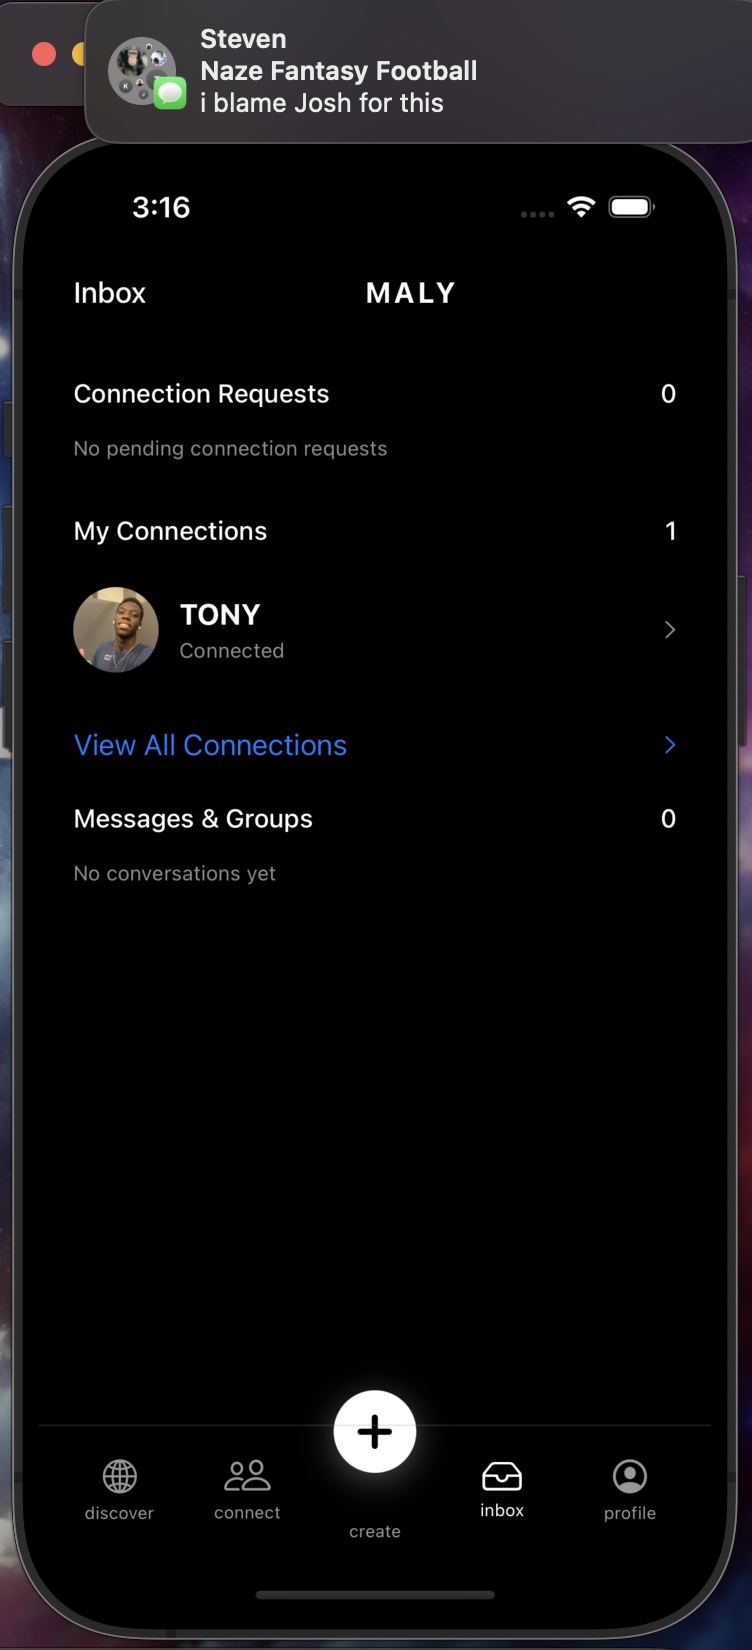 Steven
Naze Fantasy Football
i blame Josh for this
3:16
Inbox
MALY
Connection Requests
0
No pending connection requests
My Connections
1
TONY
Connected
View All Connections
Messages & Groups
0
No conversations yet
discover
connect
create
inbox
profile